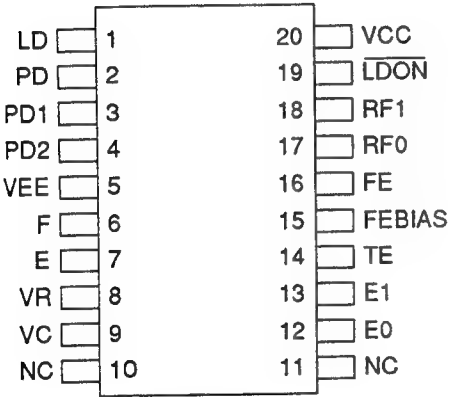 LD 1 20 VCC
PD 2 19 LDON
PD1 3 18 RF1
PD2 4 17 RF0
VEE 5 16 FE
F 6 15 FEBIAS
E 7 14 TE
VR 8 13 E1
VC 9 12 E0
NC 10 11 NC